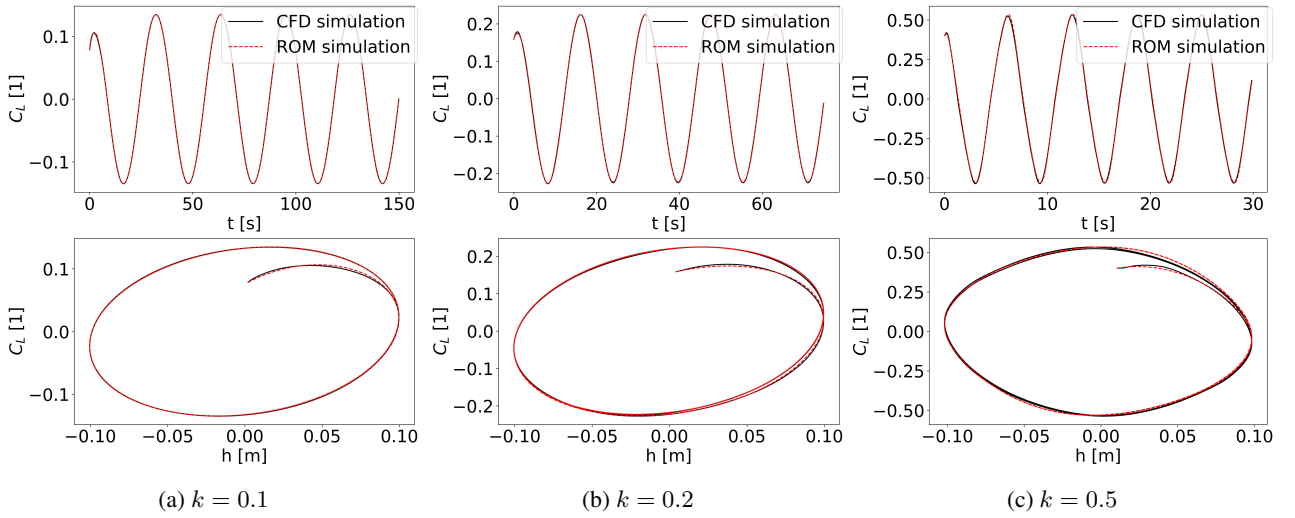 CFD simulation
ROM simulation
C_L [1]
0.1
0.0
−0.1
0 50 100 150
t [s]
CFD simulation
ROM simulation
C_L [1]
0.2
0.1
0.0
−0.1
−0.2
0 20 40 60
t [s]
CFD simulation
ROM simulation
C_L [1]
0.50
0.25
0.00
−0.25
−0.50
0 10 20 30
t [s]
C_L [1]
0.1
0.0
−0.1
−0.10 −0.05 0.00 0.05 0.10
h [m]
C_L [1]
0.2
0.1
0.0
−0.1
−0.2
−0.10 −0.05 0.00 0.05 0.10
h [m]
C_L [1]
0.50
0.25
0.00
−0.25
−0.50
−0.10 −0.05 0.00 0.05 0.10
h [m]
(a) k = 0.1
(b) k = 0.2
(c) k = 0.5